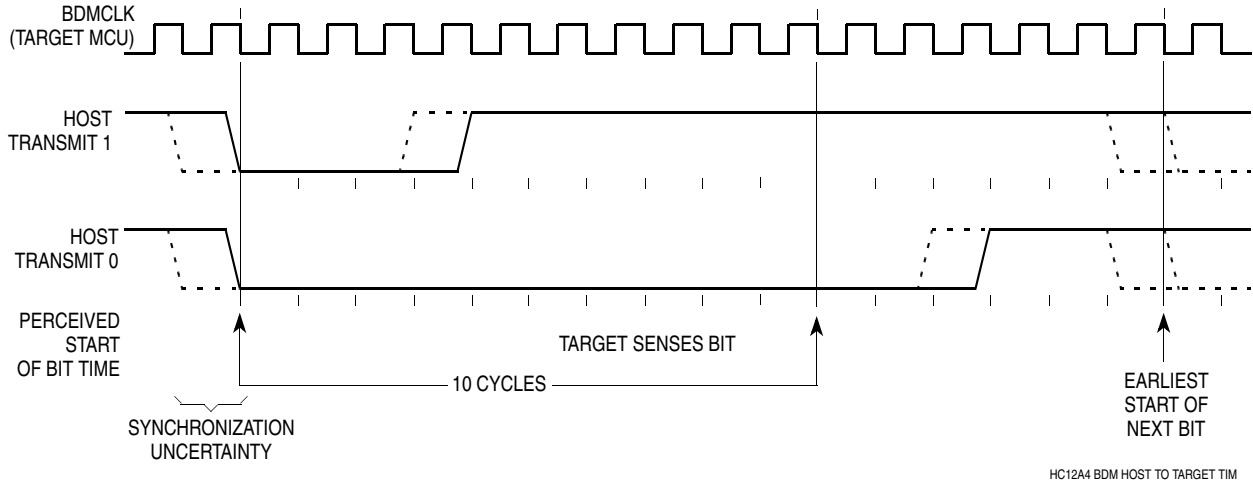 BDMCLK
(TARGET MCU)
HOST
TRANSMIT 1
HOST
TRANSMIT 0
PERCEIVED
START
OF BIT TIME
TARGET SENSES BIT
10 CYCLES
EARLIEST
START OF
NEXT BIT
SYNCHRONIZATION
UNCERTAINTY
HC12A4 BDM HOST TO TARGET TIM